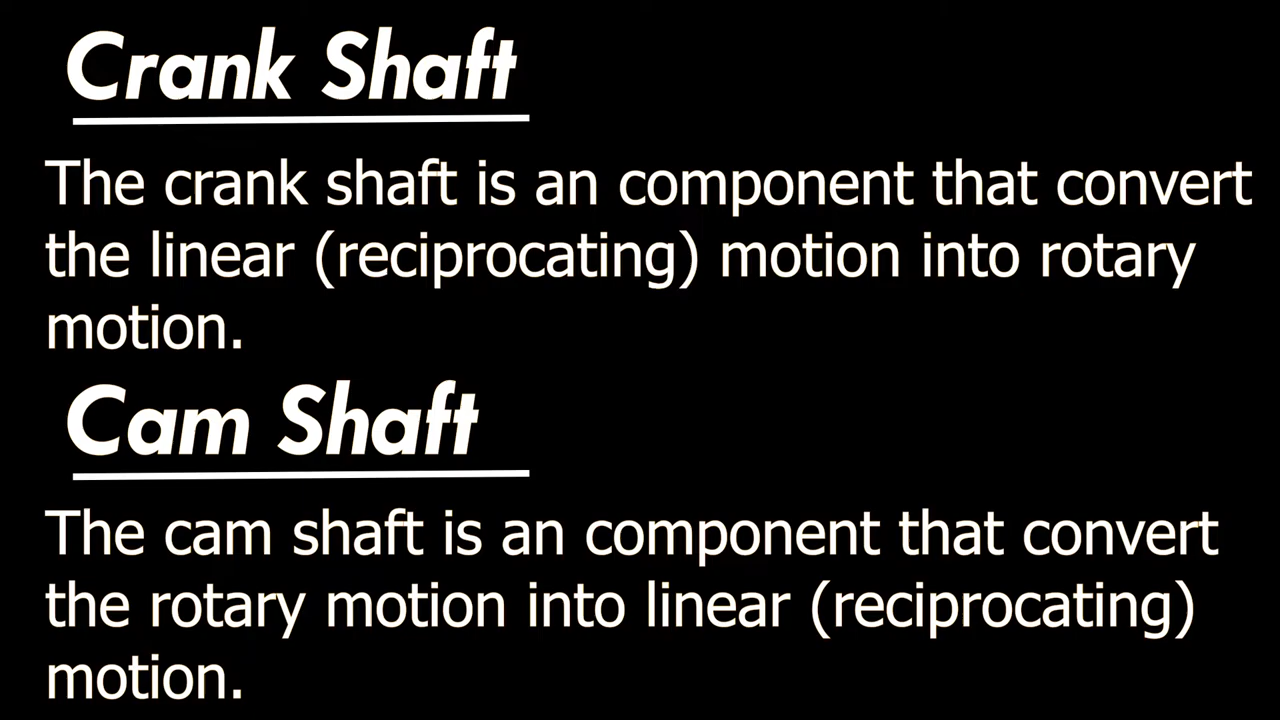 Crank Shaft
The crank shaft is an component that convert
the linear (reciprocating) motion into rotary
motion.
Cam Shaft
The cam shaft is an component that convert
the rotary motion into linear (reciprocating)
motion.